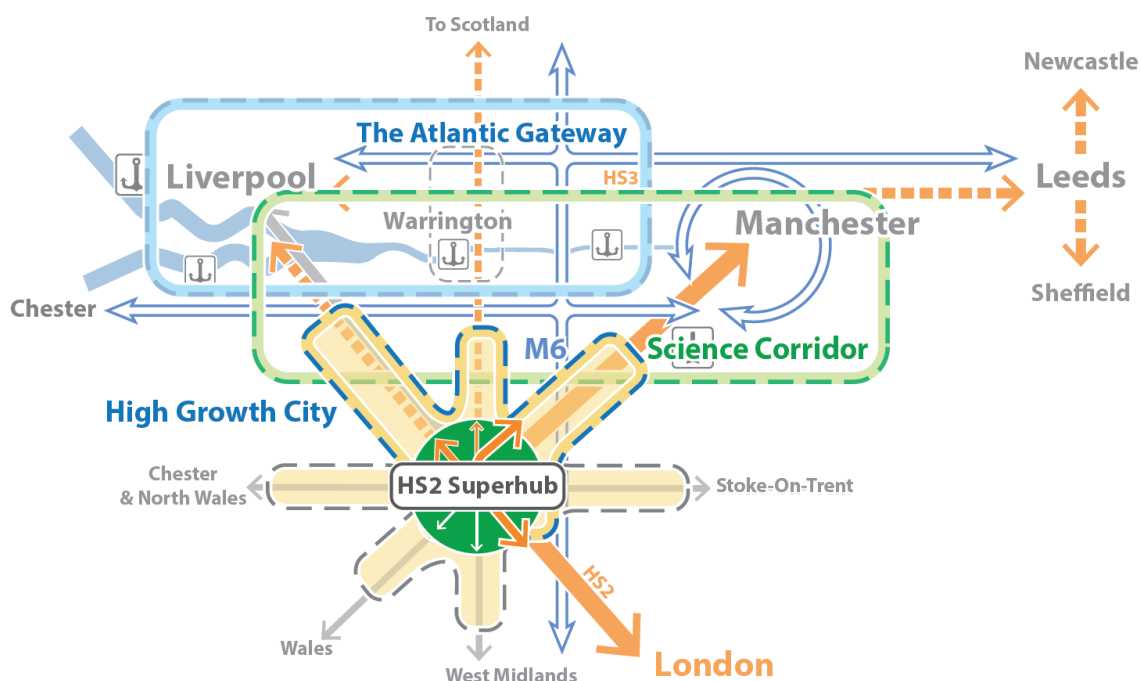 To Scotland
Newcastle
The Atlantic Gateway
Liverpool
HS3
Leeds
Warrington
Manchester
Sheffield
Chester
M6
Science Corridor
High Growth City
Chester
& North Wales
HS2 Superhub
Stoke-On-Trent
HS2
Wales
London
West Midlands